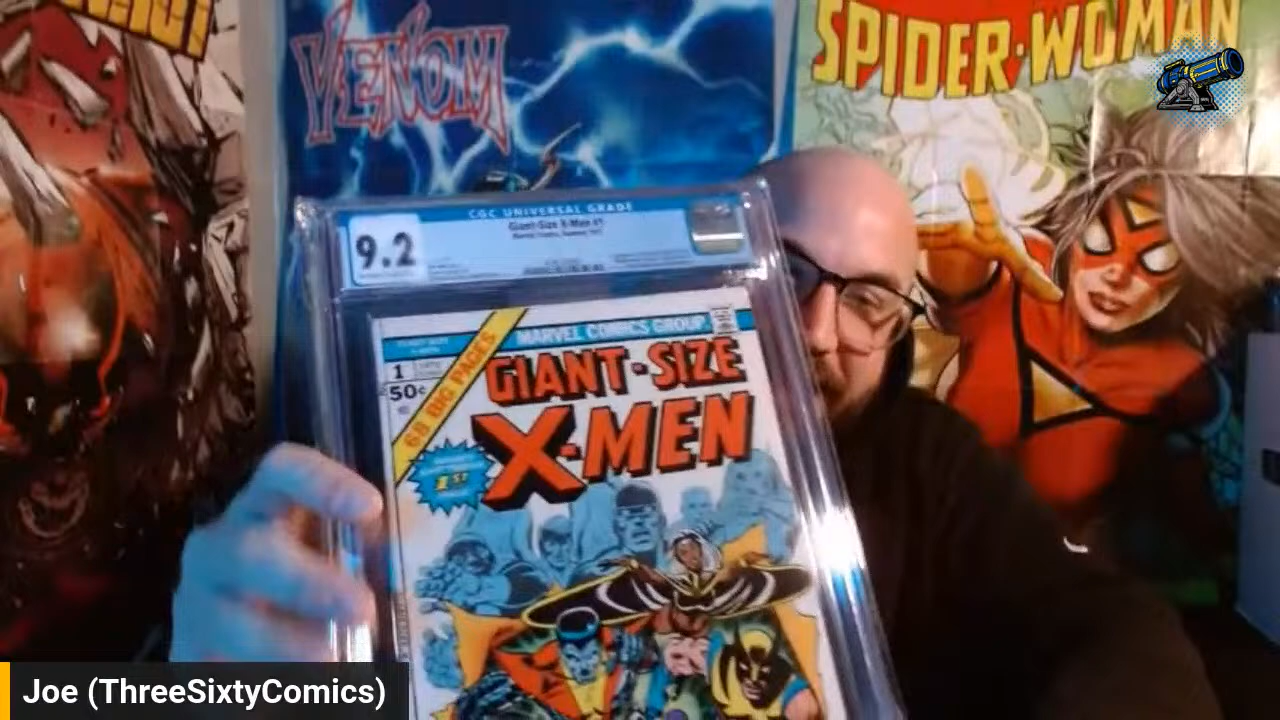 VENOM
SPIDER-WOMAN
CGC UNIVERSAL GRADE
9.2
Giant-Size X-Men #1
MARVEL COMICS GROUP
68 BIG PAGES
GIANT-SIZE
X-MEN
1
50¢
1ST
Joe (ThreeSixtyComics)